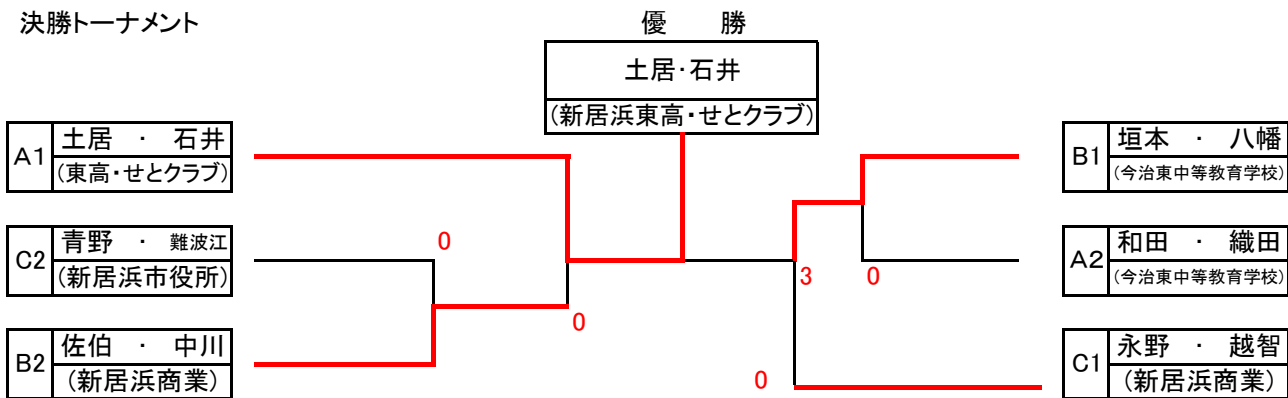 決勝トーナメント
優　勝
土居・石井
(新居浜東高・せとクラブ)
A1
土居 ・ 石井
(東高・せとクラブ)
C2
青野 ・ 難波江
(新居浜市役所)
B2
佐伯 ・ 中川
(新居浜商業)
0
0
3
0
0
B1
垣本 ・ 八幡
(今治東中等教育学校)
A2
和田 ・ 織田
(今治東中等教育学校)
C1
永野 ・ 越智
(新居浜商業)